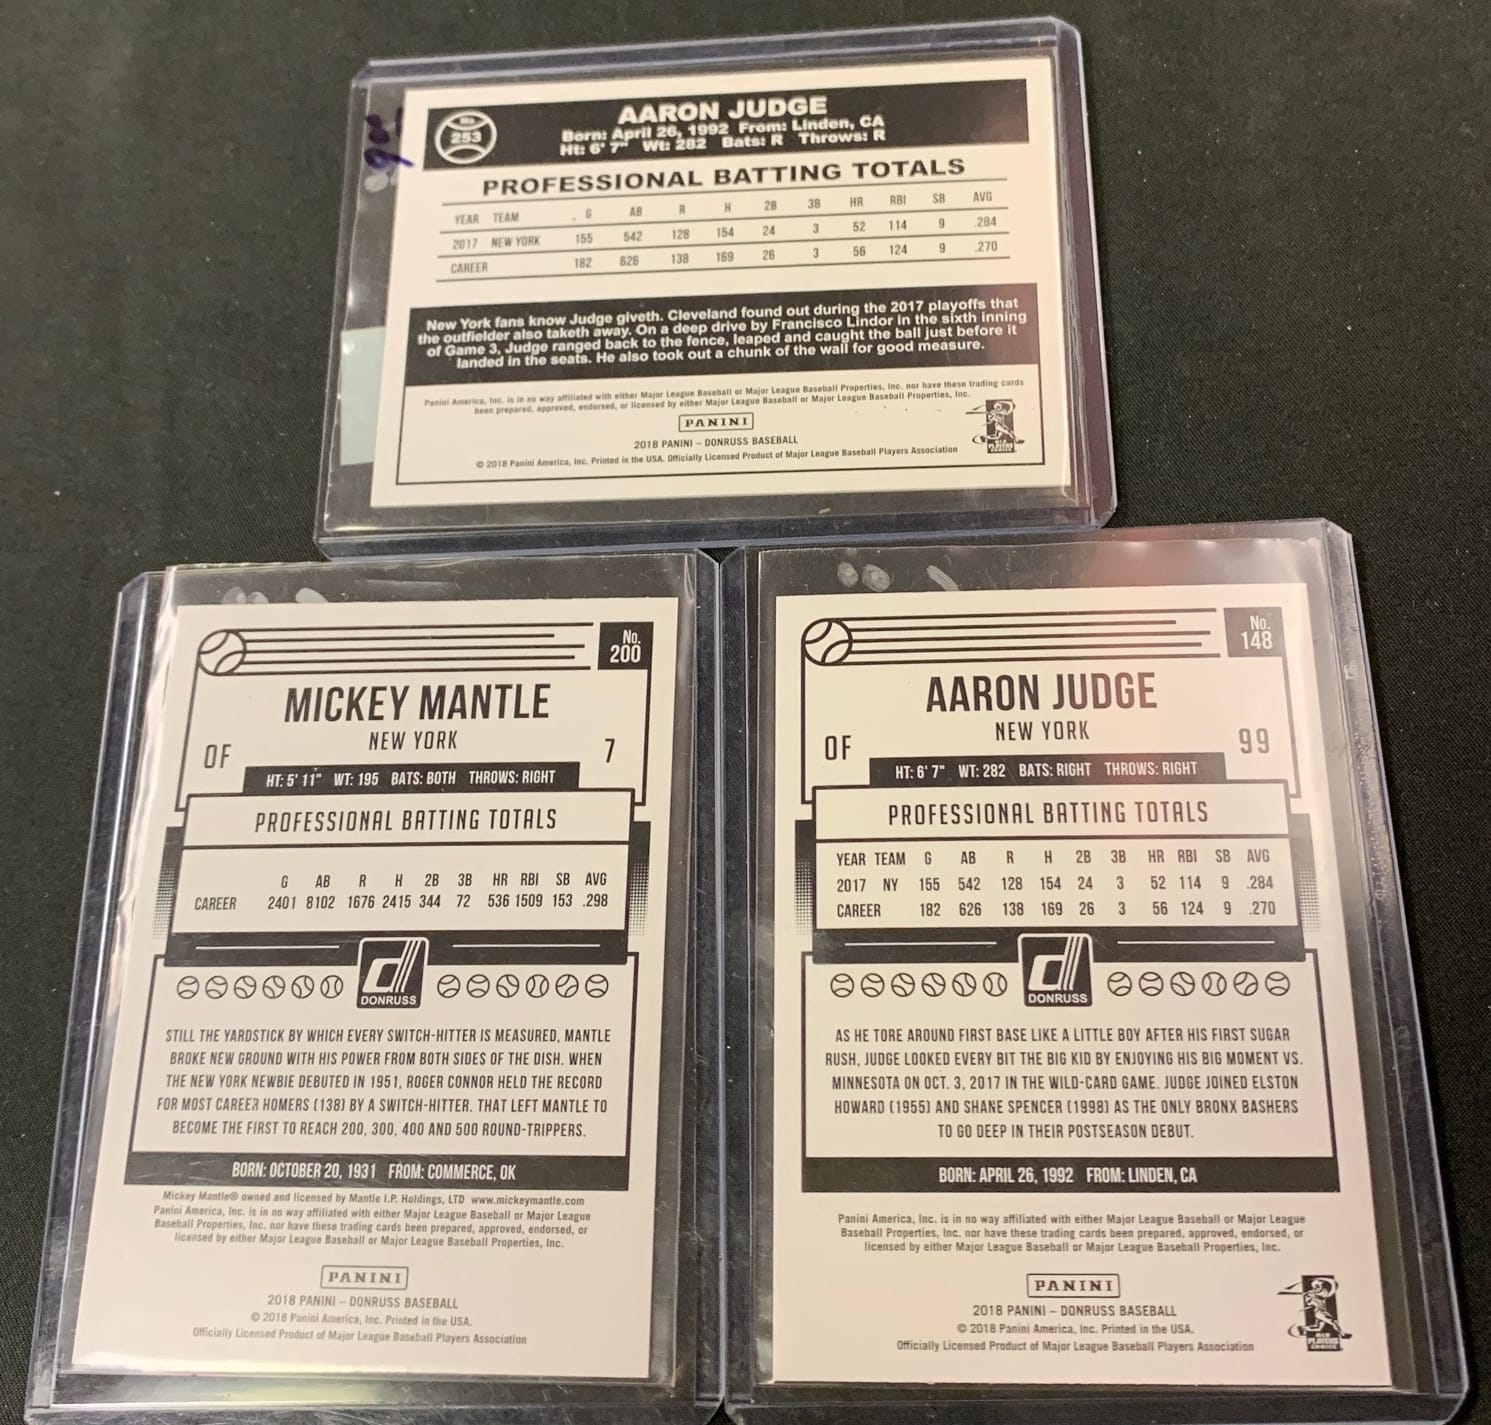 No.
253
AARON JUDGE
Born: April 26, 1992 From: Linden, CA
Ht: 6' 7" Wt: 282 Bats: R Throws: R
PROFESSIONAL BATTING TOTALS
YEAR TEAM G AB R H 2B 3B HR RBI SB AVG
2017 NEW YORK 155 542 128 154 24 3 52 114 9 .284
CAREER 182 626 138 169 26 3 56 124 9 .270
New York fans know Judge giveth. Cleveland found out during the 2017 playoffs that
the outfielder also taketh away. On a deep drive by Francisco Lindor in the sixth inning
of Game 3, Judge ranged back to the fence, leaped and caught the ball just before it
landed in the seats. He also took out a chunk of the wall for good measure.
Panini America, Inc. is in no way affiliated with either Major League Baseball or Major League Baseball Properties, Inc. nor have these trading cards
been prepared, approved, endorsed, or licensed by either Major League Baseball or Major League Baseball Properties, Inc.
PANINI
2018 PANINI – DONRUSS BASEBALL
© 2018 Panini America, Inc. Printed in the USA. Officially Licensed Product of Major League Baseball Players Association
MLB
PLAYERS
CHOICE
No.
200
MICKEY MANTLE
NEW YORK
OF
7
HT: 5' 11" WT: 195 BATS: BOTH THROWS: RIGHT
PROFESSIONAL BATTING TOTALS
G AB R H 2B 3B HR RBI SB AVG
CAREER 2401 8102 1676 2415 344 72 536 1509 153 .298
DONRUSS
STILL THE YARDSTICK BY WHICH EVERY SWITCH-HITTER IS MEASURED, MANTLE
BROKE NEW GROUND WITH HIS POWER FROM BOTH SIDES OF THE DISH. WHEN
THE NEW YORK NEWBIE DEBUTED IN 1951, ROGER CONNOR HELD THE RECORD
FOR MOST CAREER HOMERS (138) BY A SWITCH-HITTER. THAT LEFT MANTLE TO
BECOME THE FIRST TO REACH 200, 300, 400 AND 500 ROUND-TRIPPERS.
BORN: OCTOBER 20, 1931 FROM: COMMERCE, OK
Mickey Mantle® owned and licensed by Mantle I.P. Holdings, LTD www.mickeymantle.com
Panini America, Inc. is in no way affiliated with either Major League Baseball or Major League
Baseball Properties, Inc. nor have these trading cards been prepared, approved, endorsed, or
licensed by either Major League Baseball or Major League Baseball Properties, Inc.
PANINI
2018 PANINI – DONRUSS BASEBALL
© 2018 Panini America, Inc. Printed in the USA.
Officially Licensed Product of Major League Baseball Players Association
No.
148
AARON JUDGE
NEW YORK
OF
99
HT: 6' 7" WT: 282 BATS: RIGHT THROWS: RIGHT
PROFESSIONAL BATTING TOTALS
YEAR TEAM G AB R H 2B 3B HR RBI SB AVG
2017 NY 155 542 128 154 24 3 52 114 9 .284
CAREER 182 626 138 169 26 3 56 124 9 .270
DONRUSS
AS HE TORE AROUND FIRST BASE LIKE A LITTLE BOY AFTER HIS FIRST SUGAR
RUSH, JUDGE LOOKED EVERY BIT THE BIG KID BY ENJOYING HIS BIG MOMENT VS.
MINNESOTA ON OCT. 3, 2017 IN THE WILD-CARD GAME. JUDGE JOINED ELSTON
HOWARD (1955) AND SHANE SPENCER (1998) AS THE ONLY BRONX BASHERS
TO GO DEEP IN THEIR POSTSEASON DEBUT.
BORN: APRIL 26, 1992 FROM: LINDEN, CA
Panini America, Inc. is in no way affiliated with either Major League Baseball or Major League
Baseball Properties, Inc. nor have these trading cards been prepared, approved, endorsed, or
licensed by either Major League Baseball or Major League Baseball Properties, Inc.
PANINI
2018 PANINI – DONRUSS BASEBALL
© 2018 Panini America, Inc. Printed in the USA.
Officially Licensed Product of Major League Baseball Players Association
MLB
PLAYERS
CHOICE